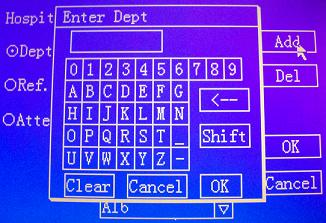 Enter Dept
Hospit
Dept
Add
0 1 2 3 4 5 6 7 8 9
Del
Ref.
A B C D E F G
<--
H I J K L M N
Atte
O P Q R S T _
Shift
U V W X Y Z -
OK
Clear Cancel OK
Cancel
A16